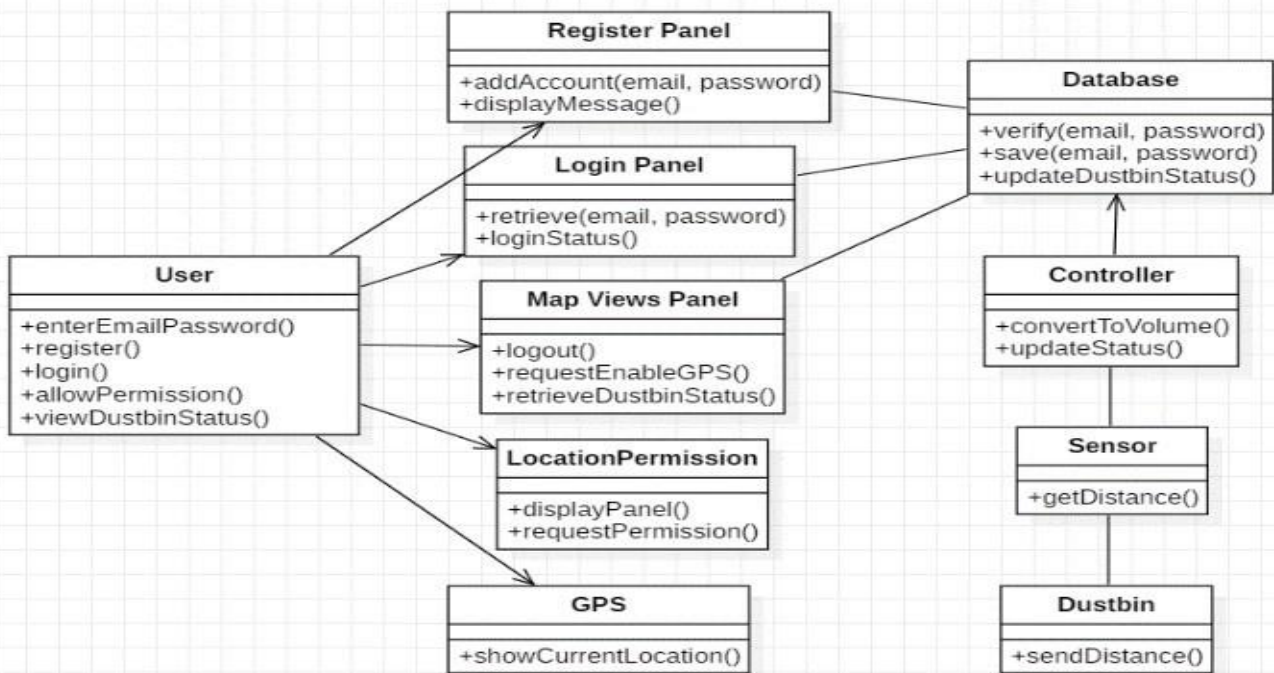 Register Panel
+addAccount(email, password)
+displayMessage()
Database
+verify(email, password)
+save(email, password)
+updateDustbinStatus()
Login Panel
+retrieve(email, password)
+loginStatus()
User
+enterEmailPassword()
+register()
+login()
+allowPermission()
+viewDustbinStatus()
Map Views Panel
+logout()
+requestEnableGPS()
+retrieveDustbinStatus()
Controller
+convertToVolume()
+updateStatus()
LocationPermission
+displayPanel()
+requestPermission()
Sensor
+getDistance()
GPS
+showCurrentLocation()
Dustbin
+sendDistance()